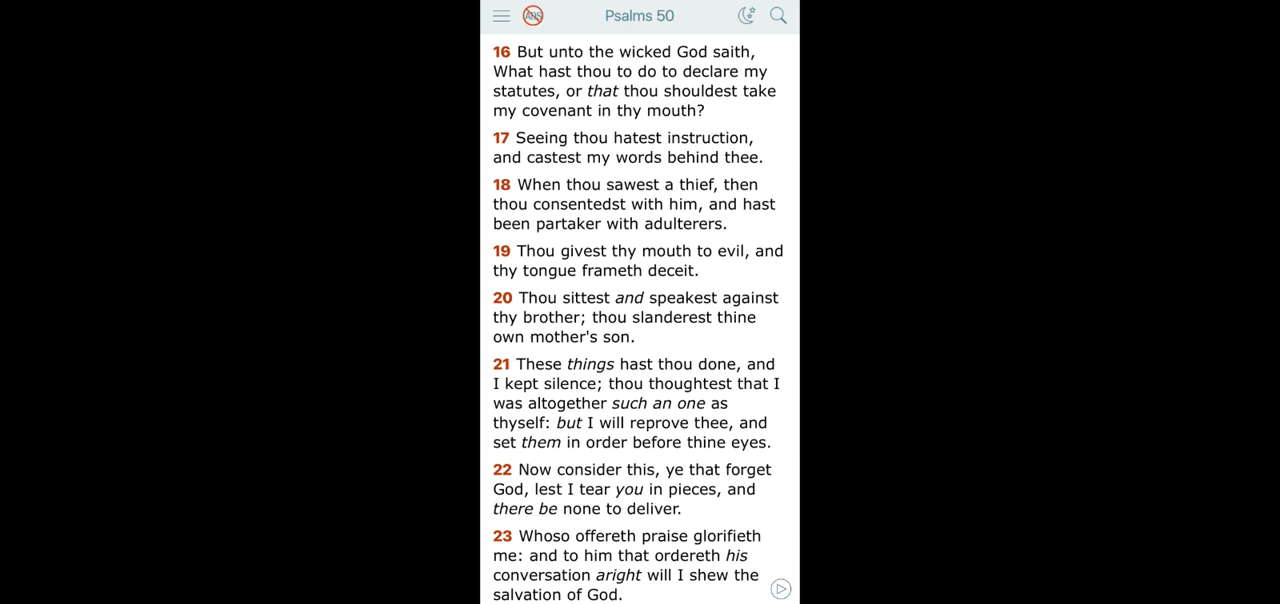 ADS
Psalms 50
16 But unto the wicked God saith,
What hast thou to do to declare my
statutes, or that thou shouldest take
my covenant in thy mouth?
17 Seeing thou hatest instruction,
and castest my words behind thee.
18 When thou sawest a thief, then
thou consentedst with him, and hast
been partaker with adulterers.
19 Thou givest thy mouth to evil, and
thy tongue frameth deceit.
20 Thou sittest and speakest against
thy brother; thou slanderest thine
own mother's son.
21 These things hast thou done, and
I kept silence; thou thoughtest that I
was altogether such an one as
thyself: but I will reprove thee, and
set them in order before thine eyes.
22 Now consider this, ye that forget
God, lest I tear you in pieces, and
there be none to deliver.
23 Whoso offereth praise glorifieth
me: and to him that ordereth his
conversation aright will I shew the
salvation of God.